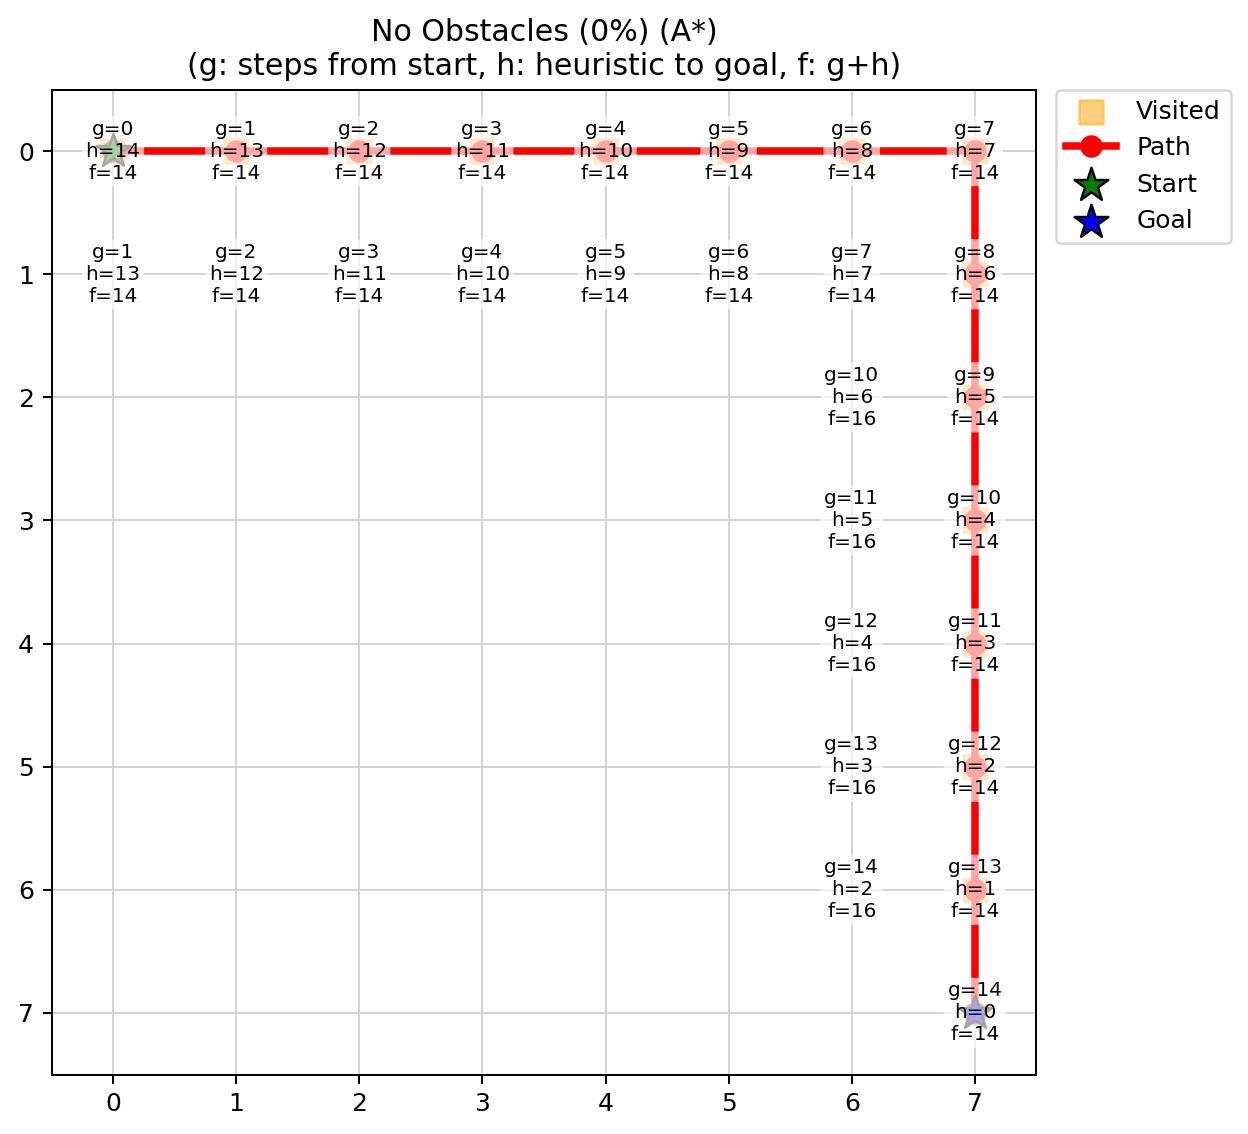 No Obstacles (0%) (A*)
(g: steps from start, h: heuristic to goal, f: g+h)
Visited
Path
Start
Goal
g=0 g=1 g=2 g=3 g=4 g=5 g=6 g=7
0 h=14 h=13 h=12 h=11 h=10 h=9 h=8 h=7
f=14 f=14 f=14 f=14 f=14 f=14 f=14 f=14
g=1 g=2 g=3 g=4 g=5 g=6 g=7 g=8
1 h=13 h=12 h=11 h=10 h=9 h=8 h=7 h=6
f=14 f=14 f=14 f=14 f=14 f=14 f=14 f=14
g=10 g=9
2 h=6 h=5
f=16 f=14
g=11 g=10
3 h=5 h=4
f=16 f=14
g=12 g=11
4 h=4 h=3
f=16 f=14
g=13 g=12
5 h=3 h=2
f=16 f=14
g=14 g=13
6 h=2 h=1
f=16 f=14
g=14
7 h=0
f=14
0 1 2 3 4 5 6 7